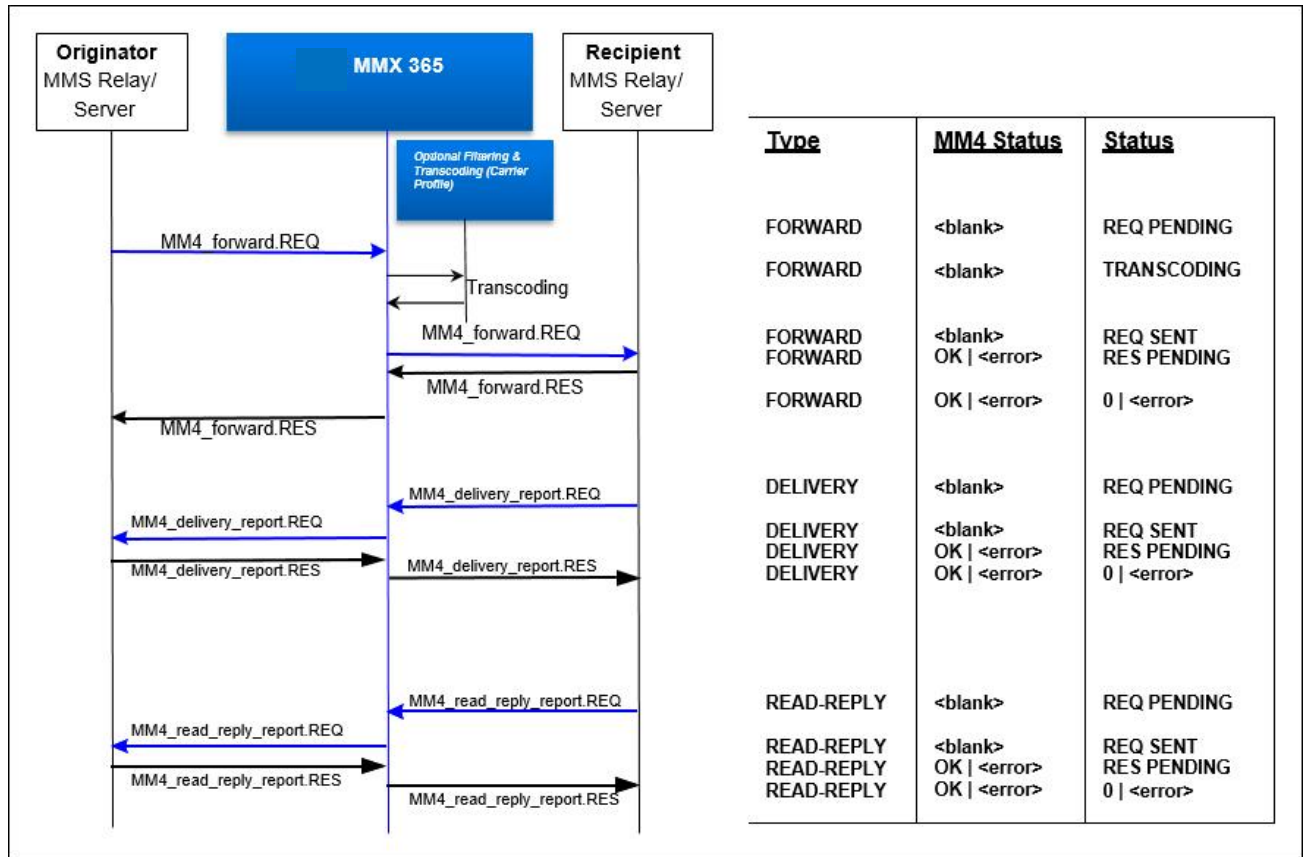 Originator
MMS Relay/
Server
MMX 365
Recipient
MMS Relay/
Server
Optional Filtering &
Transcoding (Carrier
Profile)
MM4_forward.REQ
Transcoding
MM4_forward.REQ
MM4_forward.RES
MM4_forward.RES
MM4_delivery_report.REQ
MM4_delivery_report.REQ
MM4_delivery_report.RES
MM4_delivery_report.RES
MM4_read_reply_report.REQ
MM4_read_reply_report.REQ
MM4_read_reply_report.RES
MM4_read_reply_report.RES
Type MM4 Status Status
FORWARD <blank> REQ PENDING
FORWARD <blank> TRANSCODING
FORWARD <blank> REQ SENT
FORWARD OK | <error> RES PENDING
FORWARD OK | <error> 0 | <error>
DELIVERY <blank> REQ PENDING
DELIVERY <blank> REQ SENT
DELIVERY OK | <error> RES PENDING
DELIVERY OK | <error> 0 | <error>
READ-REPLY <blank> REQ PENDING
READ-REPLY <blank> REQ SENT
READ-REPLY OK | <error> RES PENDING
READ-REPLY OK | <error> 0 | <error>